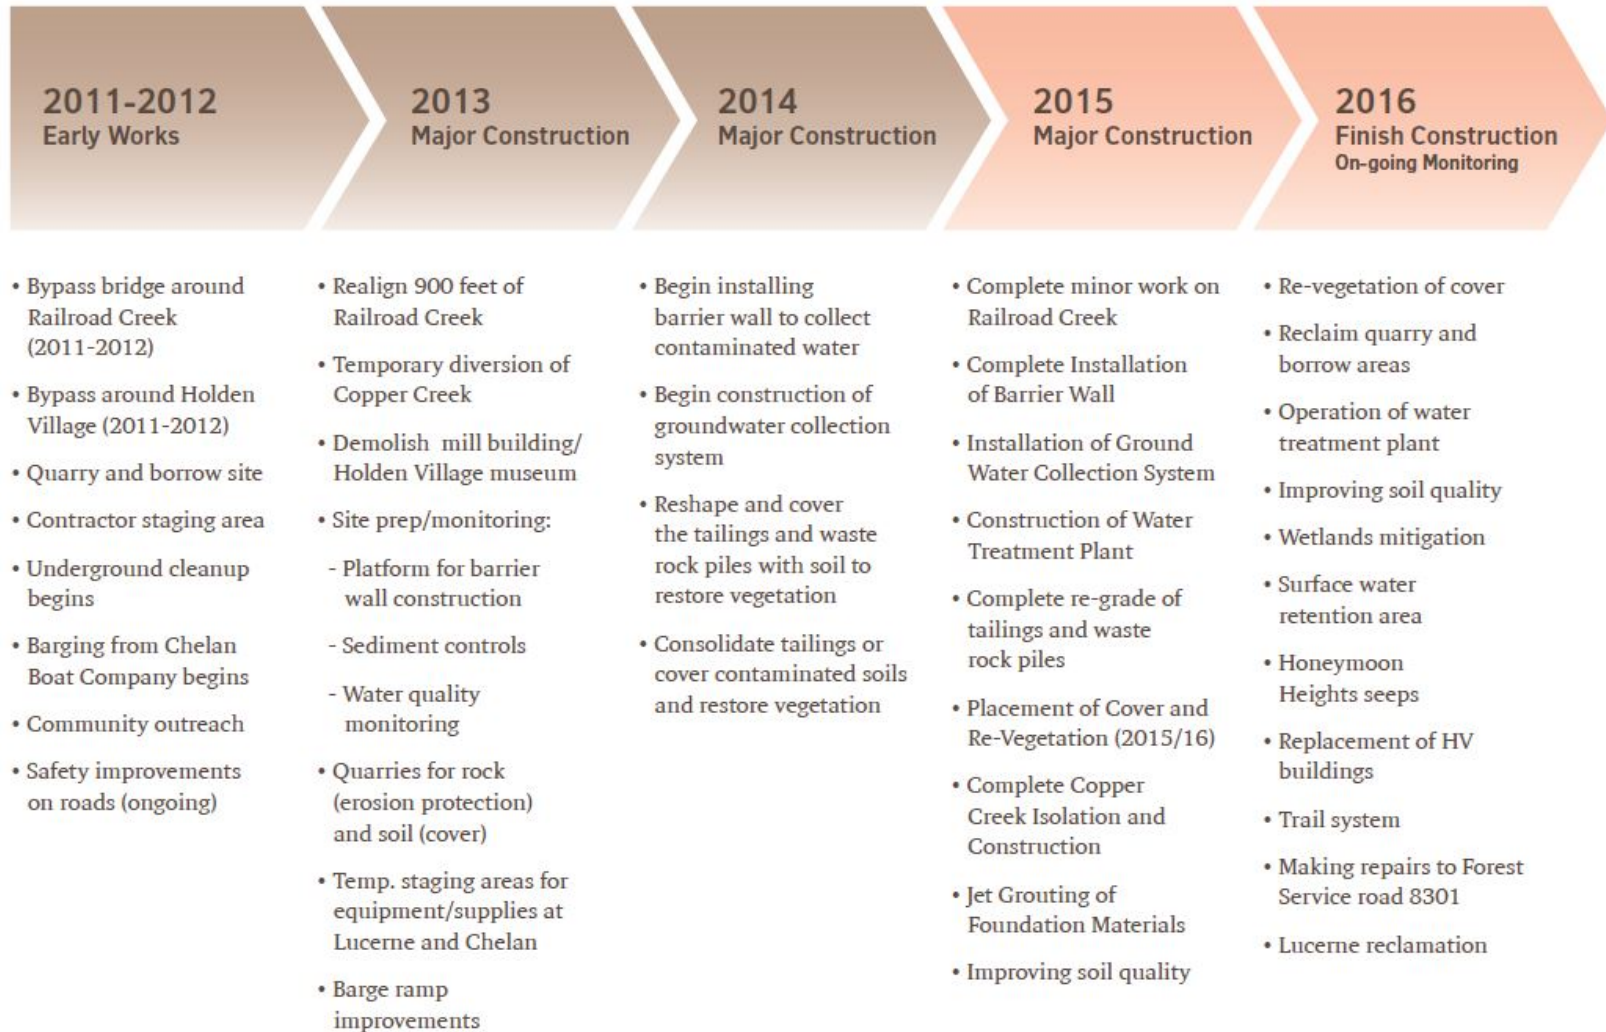 2011-2012
Early Works
2013
Major Construction
2014
Major Construction
2015
Major Construction
2016
Finish Construction
On-going Monitoring
• Bypass bridge around
Railroad Creek
(2011-2012)
• Bypass around Holden
Village (2011-2012)
• Quarry and borrow site
• Contractor staging area
• Underground cleanup
begins
• Barging from Chelan
Boat Company begins
• Community outreach
• Safety improvements
on roads (ongoing)
• Realign 900 feet of
Railroad Creek
• Temporary diversion of
Copper Creek
• Demolish mill building/
Holden Village museum
• Site prep/monitoring:
- Platform for barrier
wall construction
- Sediment controls
- Water quality
monitoring
• Quarries for rock
(erosion protection)
and soil (cover)
• Temp. staging areas for
equipment/supplies at
Lucerne and Chelan
• Barge ramp
improvements
• Begin installing
barrier wall to collect
contaminated water
• Begin construction of
groundwater collection
system
• Reshape and cover
the tailings and waste
rock piles with soil to
restore vegetation
• Consolidate tailings or
cover contaminated soils
and restore vegetation
• Complete minor work on
Railroad Creek
• Complete Installation
of Barrier Wall
• Installation of Ground
Water Collection System
• Construction of Water
Treatment Plant
• Complete re-grade of
tailings and waste
rock piles
• Placement of Cover and
Re-Vegetation (2015/16)
• Complete Copper
Creek Isolation and
Construction
• Jet Grouting of
Foundation Materials
• Improving soil quality
• Re-vegetation of cover
• Reclaim quarry and
borrow areas
• Operation of water
treatment plant
• Improving soil quality
• Wetlands mitigation
• Surface water
retention area
• Honeymoon
Heights seeps
• Replacement of HV
buildings
• Trail system
• Making repairs to Forest
Service road 8301
• Lucerne reclamation